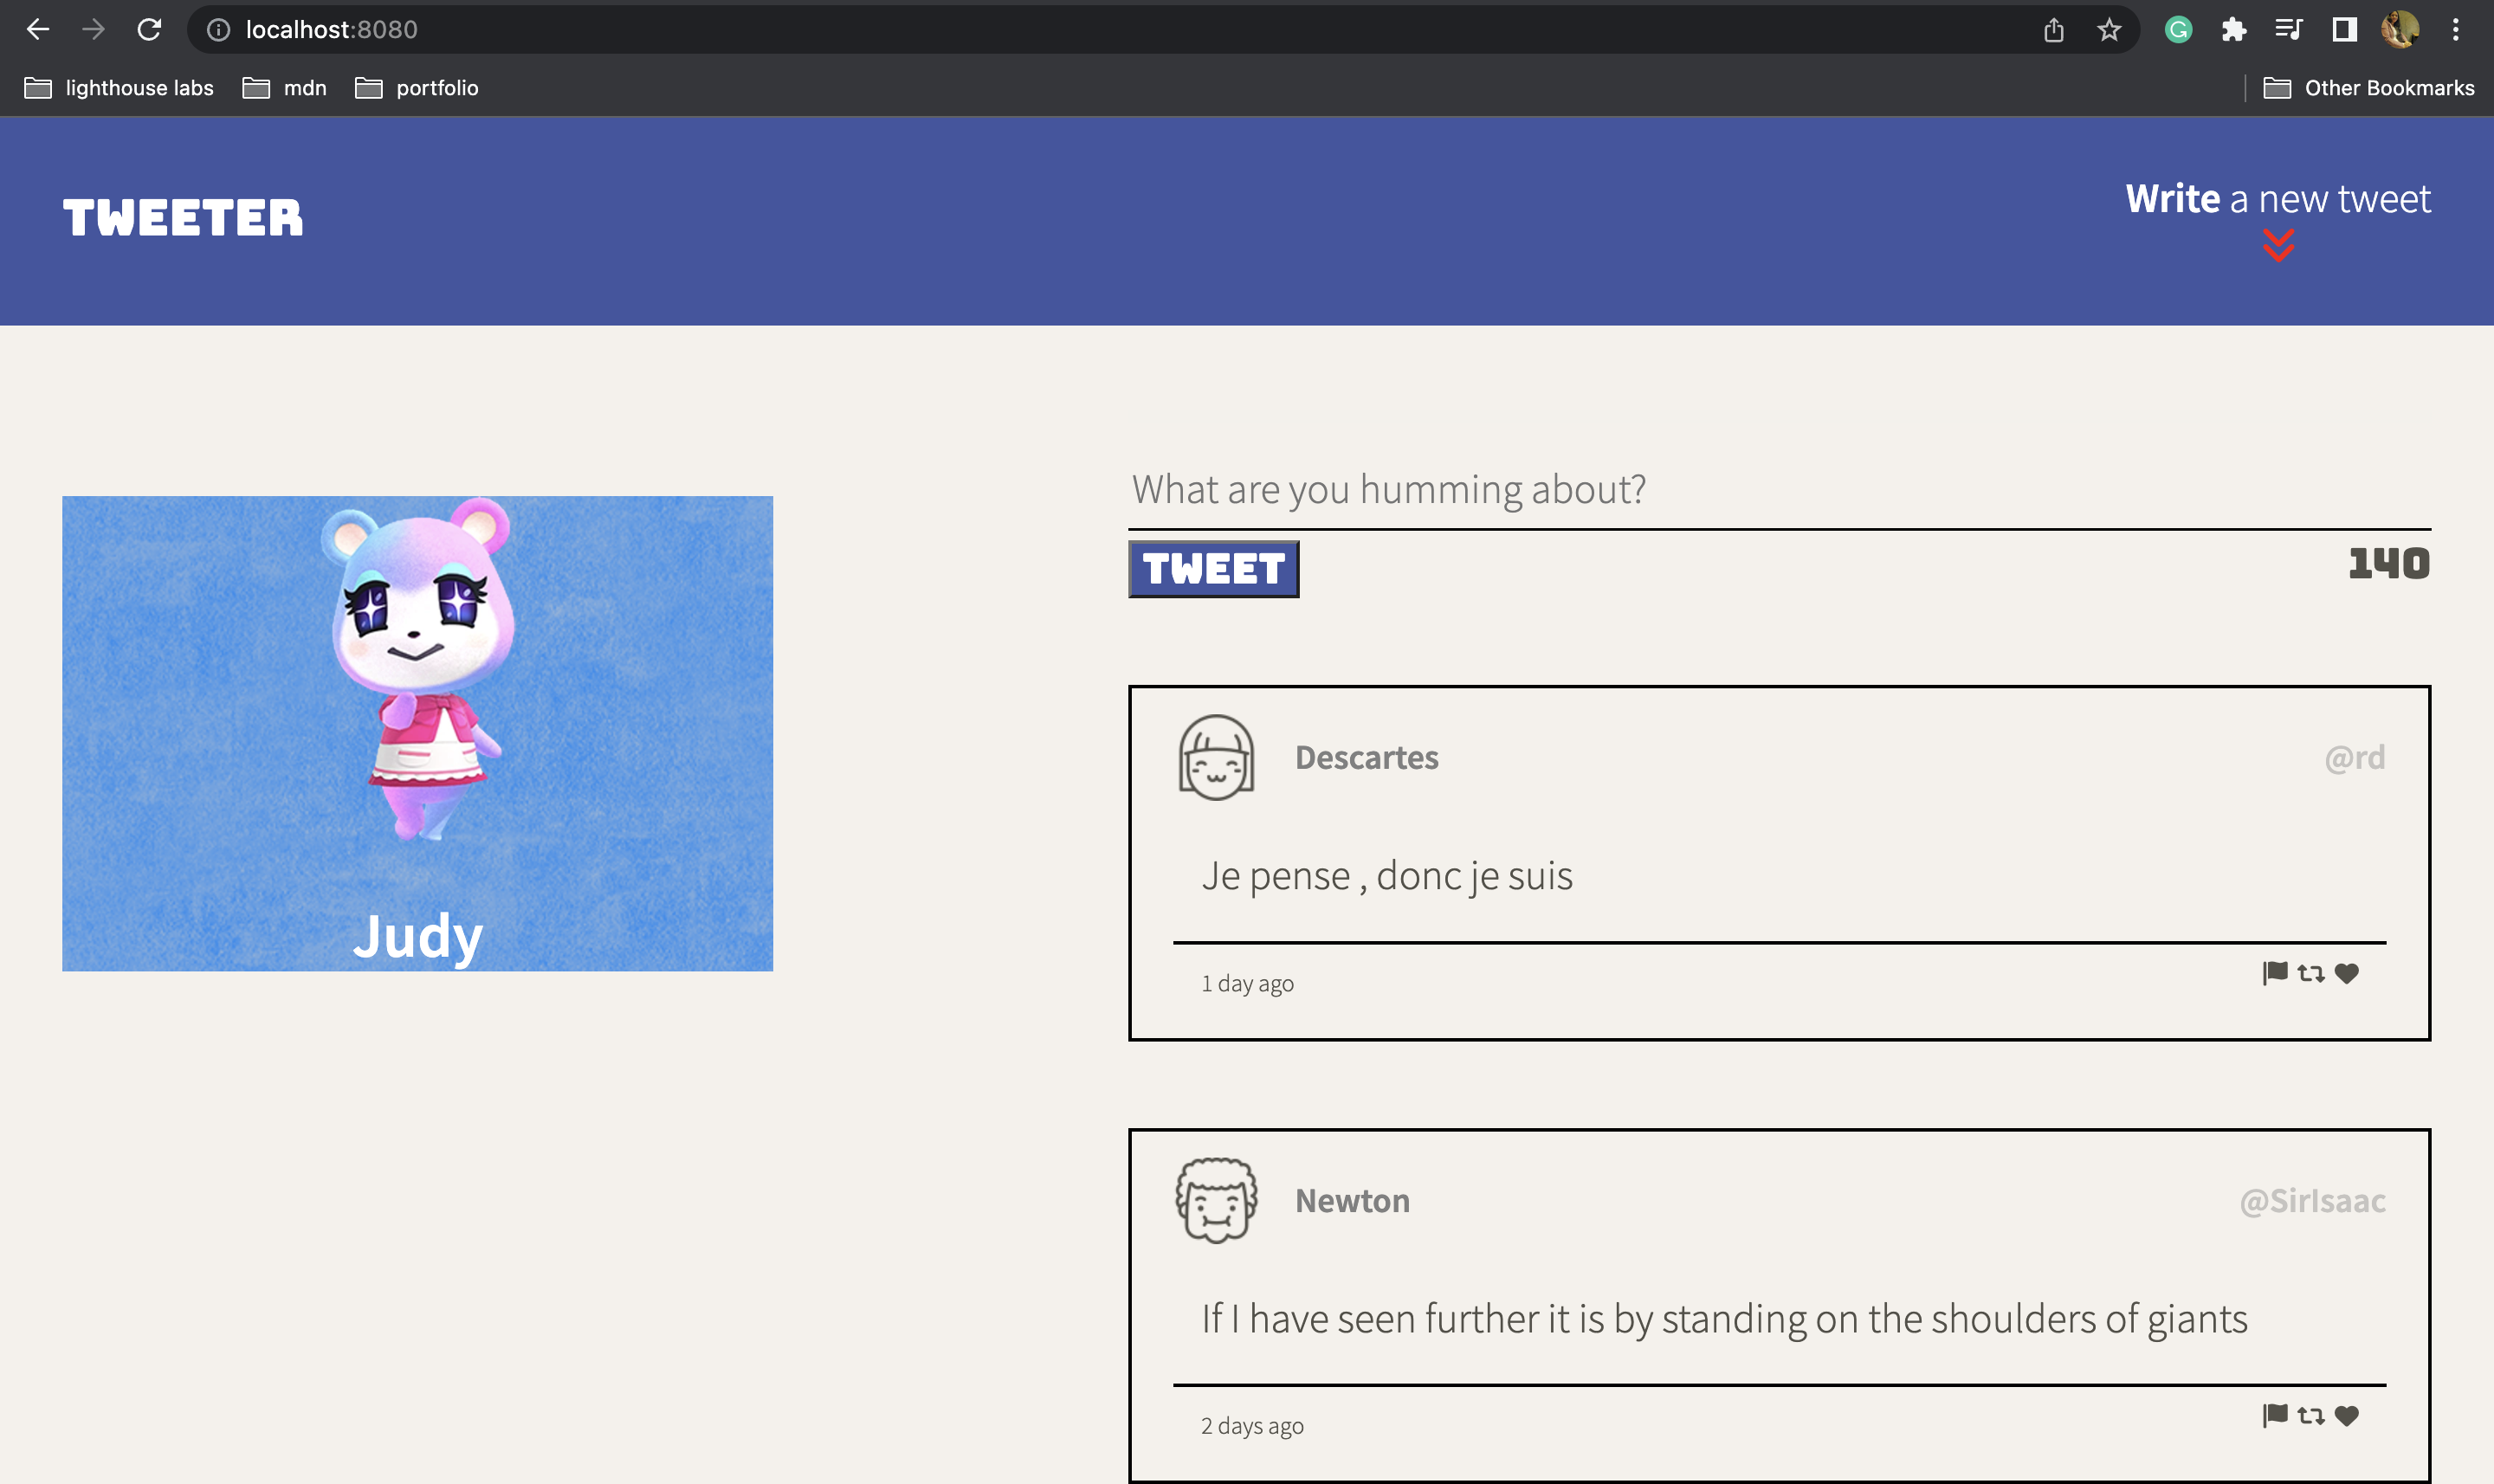 localhost:8080
lighthouse labs
mdn
portfolio
Other Bookmarks
TWEETER
Write a new tweet
What are you humming about?
TWEET
140
Judy
Descartes
@rd
Je pense , donc je suis
1 day ago
Newton
@SirIsaac
If I have seen further it is by standing on the shoulders of giants
2 days ago